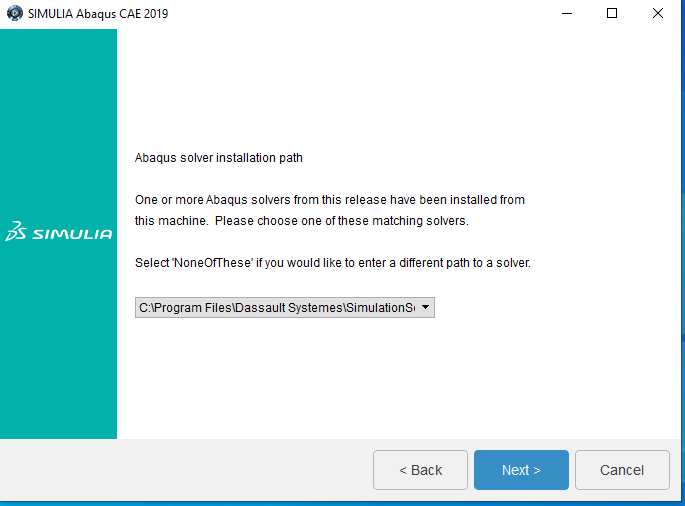 SIMULIA Abaqus CAE 2019
Abaqus solver installation path
One or more Abaqus solvers from this release have been installed from
this machine. Please choose one of these matching solvers.
Select 'NoneOfThese' if you would like to enter a different path to a solver.
C:\Program Files\Dassault Systemes\SimulationSo
3DS SIMULIA
< Back
Next >
Cancel